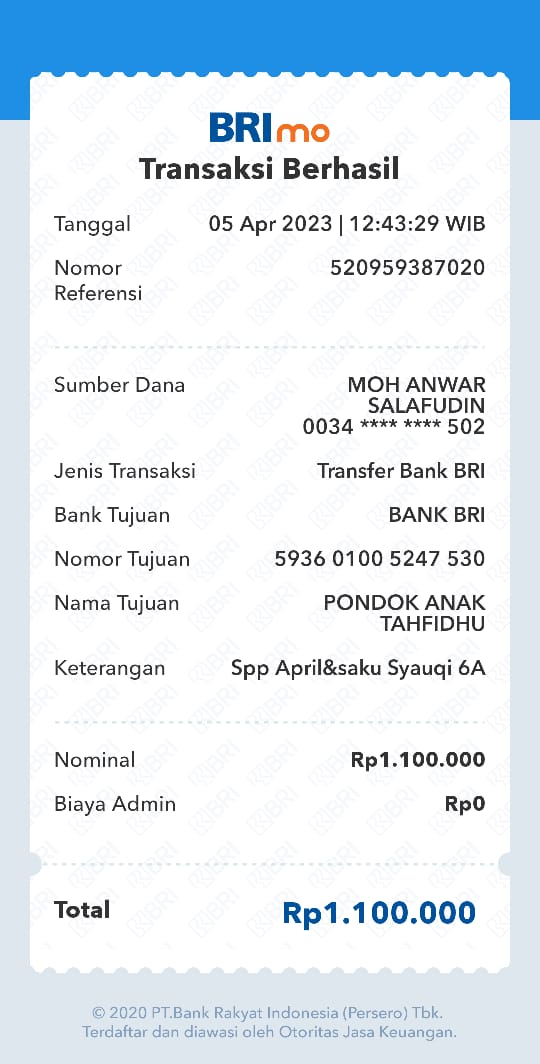 BRImo
Transaksi Berhasil
Tanggal 05 Apr 2023 | 12:43:29 WIB
Nomor Referensi 520959387020
Sumber Dana MOH ANWAR
SALAFUDIN
0034 **** **** 502
Jenis Transaksi Transfer Bank BRI
Bank Tujuan BANK BRI
Nomor Tujuan 5936 0100 5247 530
Nama Tujuan PONDOK ANAK
TAHFIDHU
Keterangan Spp April&saku Syauqi 6A
Nominal Rp1.100.000
Biaya Admin Rp0
Total Rp1.100.000
© 2020 PT.Bank Rakyat Indonesia (Persero) Tbk.
Terdaftar dan diawasi oleh Otoritas Jasa Keuangan.